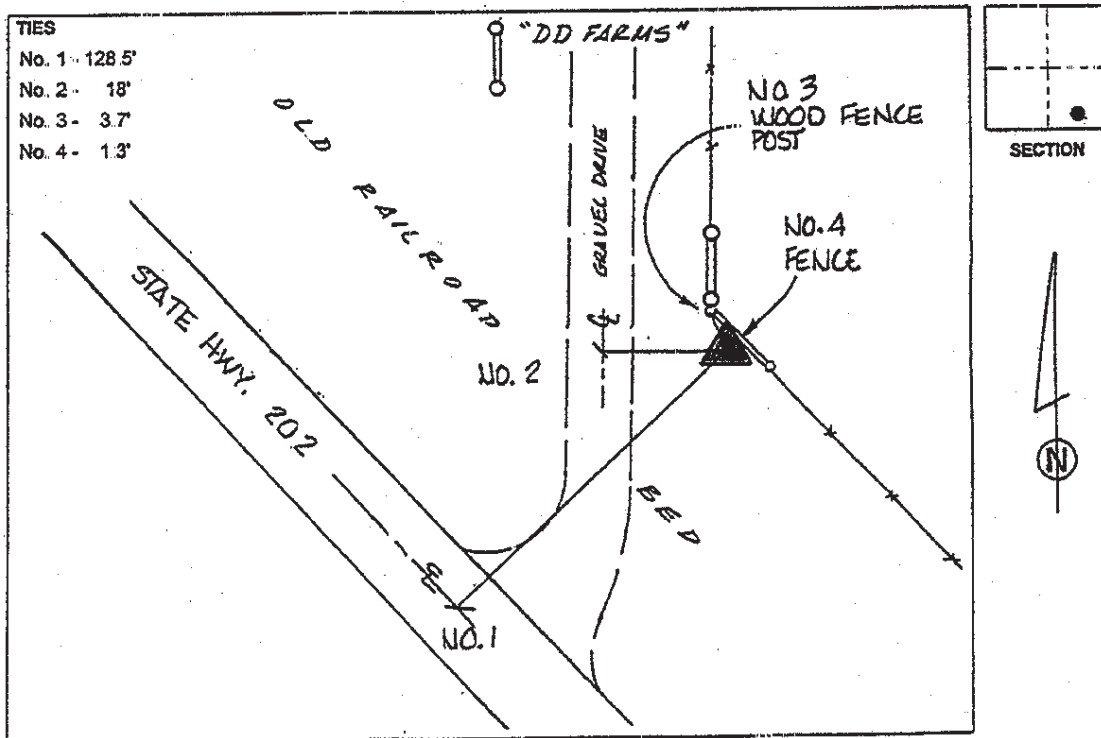 TIES
No. 1 - 128.5'
No. 2 - 18'
No. 3 - 3.7'
No. 4 - 1.3'
"DD FARMS"
OLD RAILROAD BED
GRAVEL DRIVE
NO. 3
WOOD FENCE
POST
NO. 4
FENCE
SECTION
STATE HWY. 202
℄
NO. 2
℄
NO. 1
N